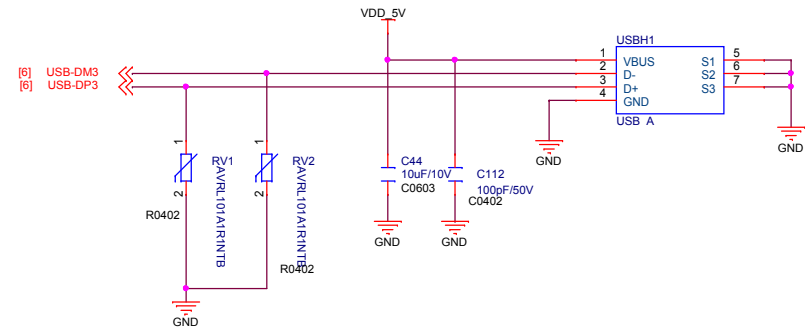 VDD_5V
USBH1
[6] USB-DM3
[6] USB-DP3
1 VBUS S1 5
2 D- S2 6
3 D+ S3 7
4 GND
USB A
GND
GND
1
1
RV1
AVRL101A1R1NTB
RV2
AVRL101A1R1NTB
2
2
R0402
R0402
C44
10uF/10V
C0603
C112
100pF/50V
C0402
GND
GND
GND